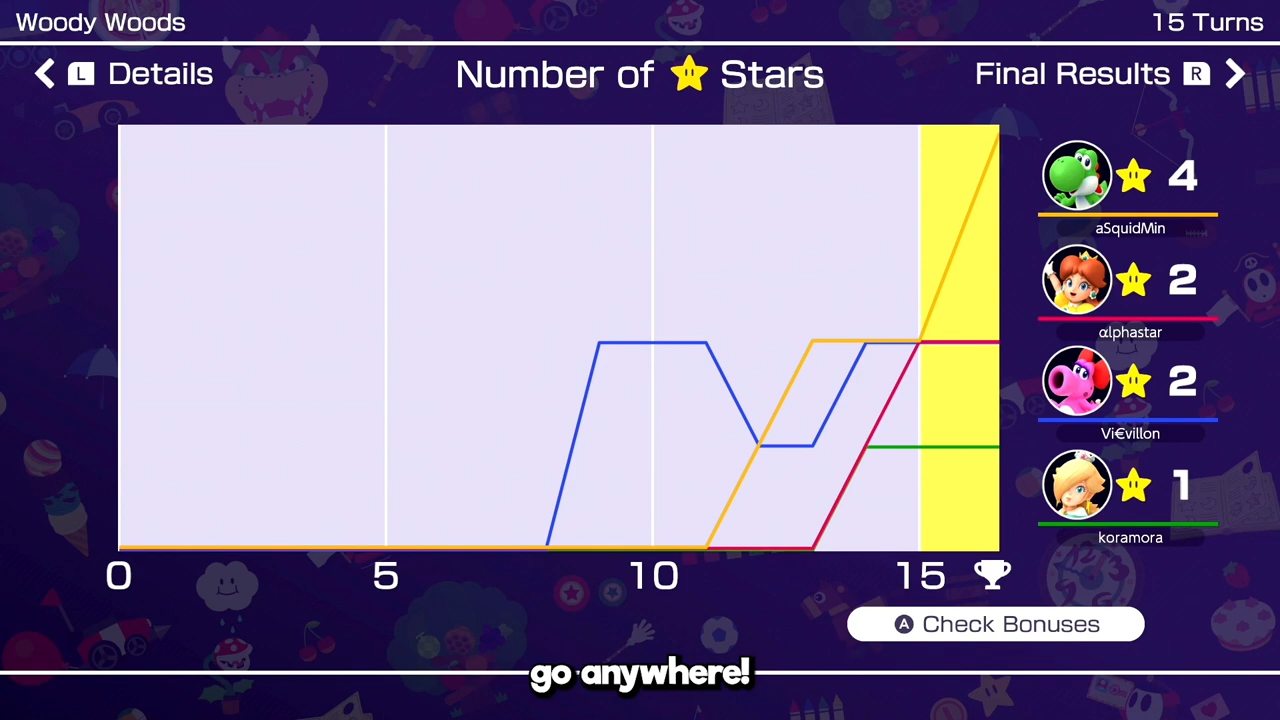 Woody Woods
15 Turns
L Details
Number of Stars
Final Results R
4
aSquidMin
2
αlphastar
2
Vi€villon
1
koramora
0 5 10 15
A Check Bonuses
go anywhere!